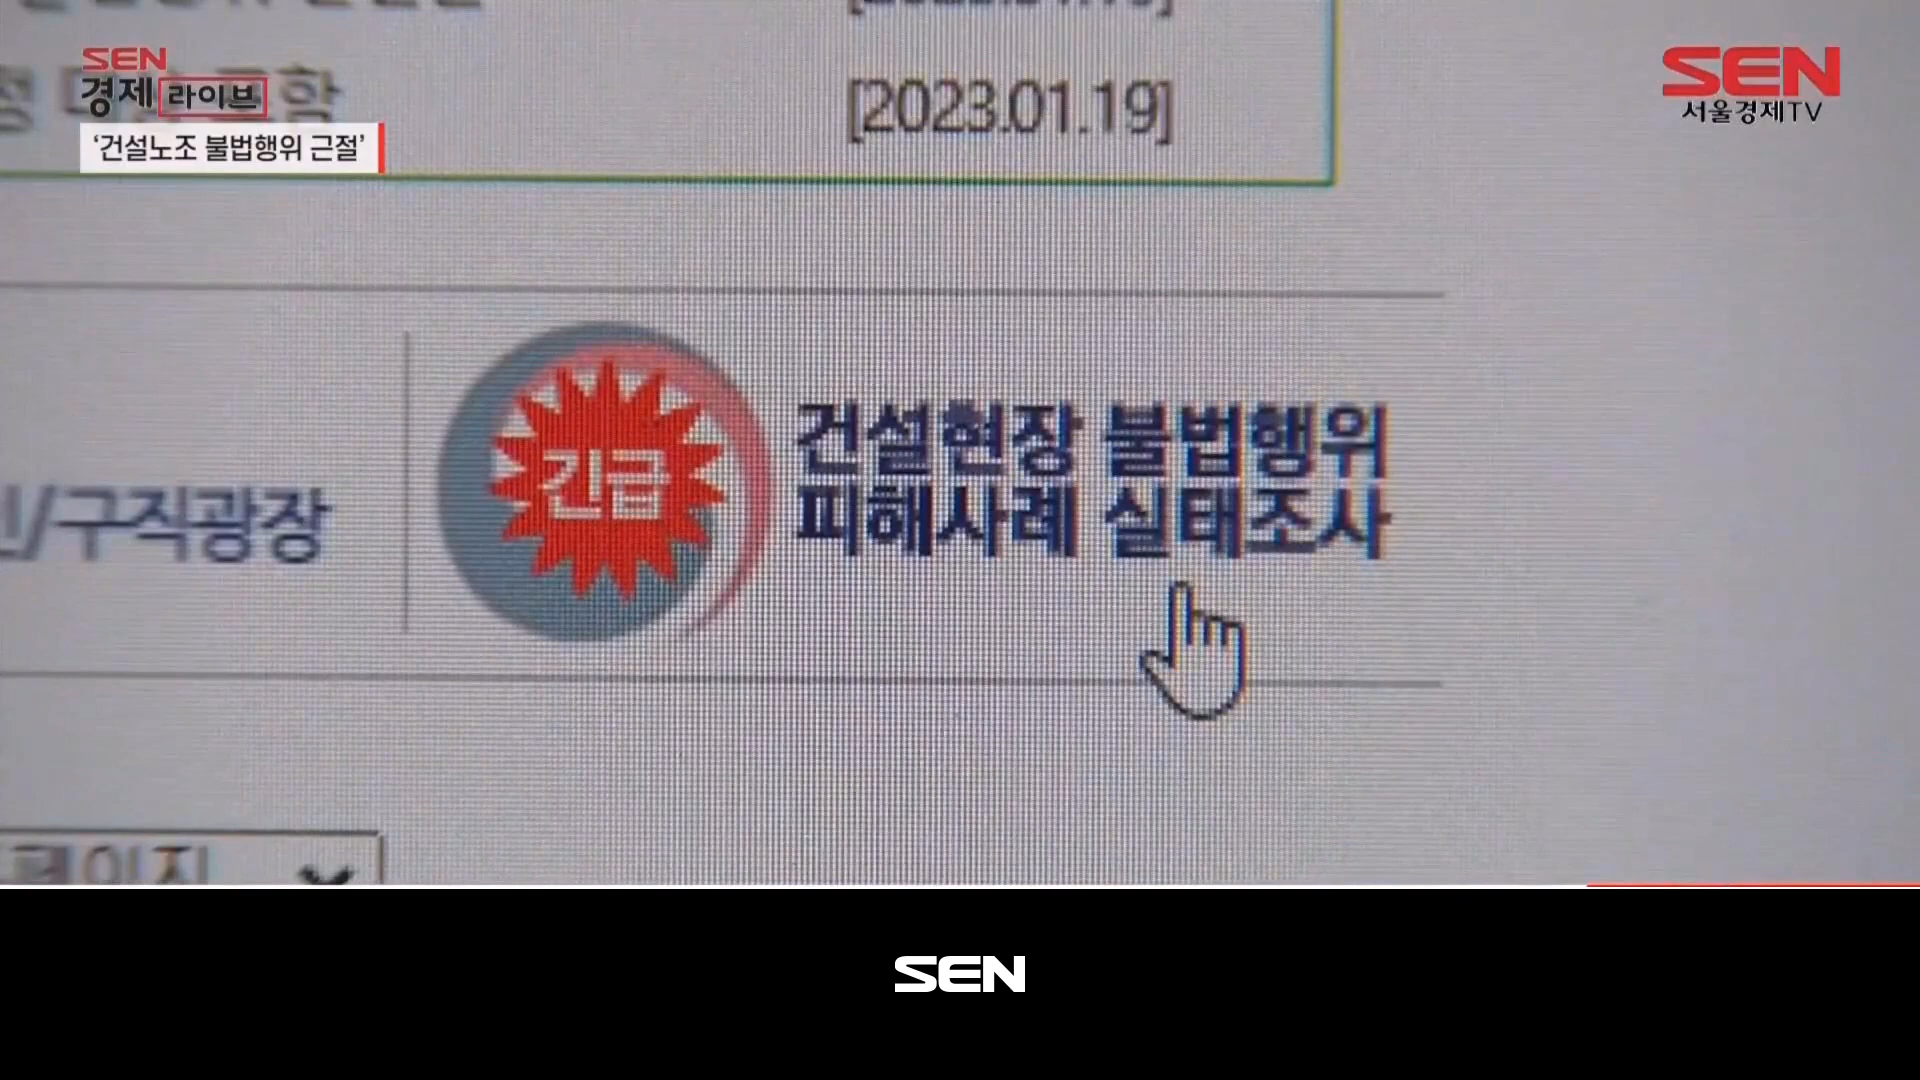 SEN
경제 라이브
함
[2023.01.19]
'건설노조 불법행위 근절'
SEN
서울경제TV
/구직광장
긴급
건설현장 불법행위
피해사례 실태조사
SEN